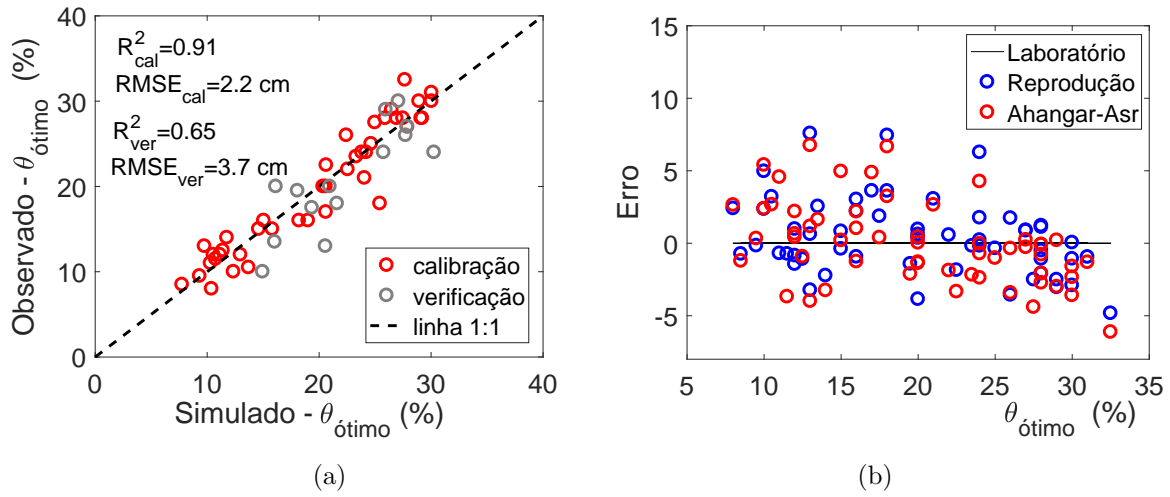 40
30
20
10
0
Observado - θótimo (%)
R²cal=0.91
RMSEcal=2.2 cm
R²ver=0.65
RMSEver=3.7 cm
calibração
verificação
linha 1:1
0 10 20 30 40
Simulado - θótimo (%)
(a)
15
10
5
0
-5
Erro
Laboratório
Reprodução
Ahangar-Asr
5 10 15 20 25 30 35
θótimo (%)
(b)